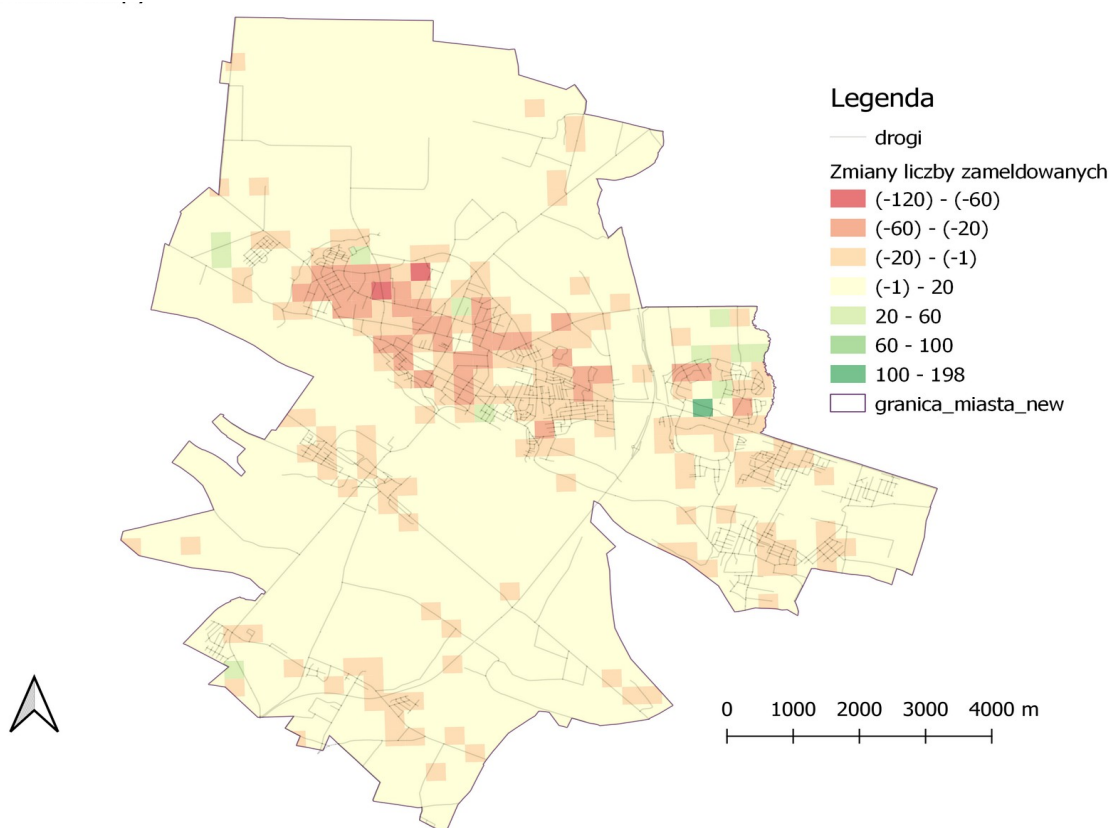 Legenda
drogi
Zmiany liczby zameldowanych
(-120) - (-60)
(-60) - (-20)
(-20) - (-1)
(-1) - 20
20 - 60
60 - 100
100 - 198
granica_miasta_new
0 1000 2000 3000 4000 m